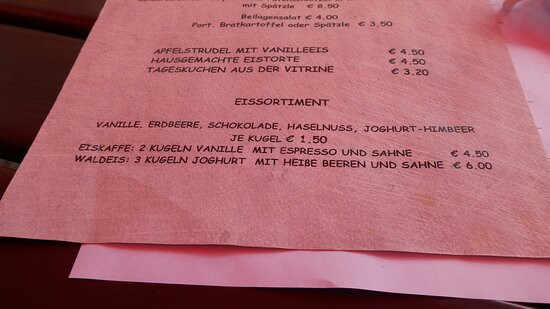 mit Spätzle € 8.50
Beilagensalat € 4.00
Port. Bratkartoffel oder Spätzle € 3.50
APFELSTRUDEL MIT VANILLEEIS € 4.50
HAUSGEMACHTE EISTORTE € 4.50
TAGESKUCHEN AUS DER VITRINE € 3.20
EISSORTIMENT
VANILLE, ERDBEERE, SCHOKOLADE, HASELNUSS, JOGHURT-HIMBEER
JE KUGEL € 1.50
EISKAFFE: 2 KUGELN VANILLE MIT ESPRESSO UND SAHNE € 4.50
WALDEIS: 3 KUGELN JOGHURT MIT HEIßE BEEREN UND SAHNE € 6.00